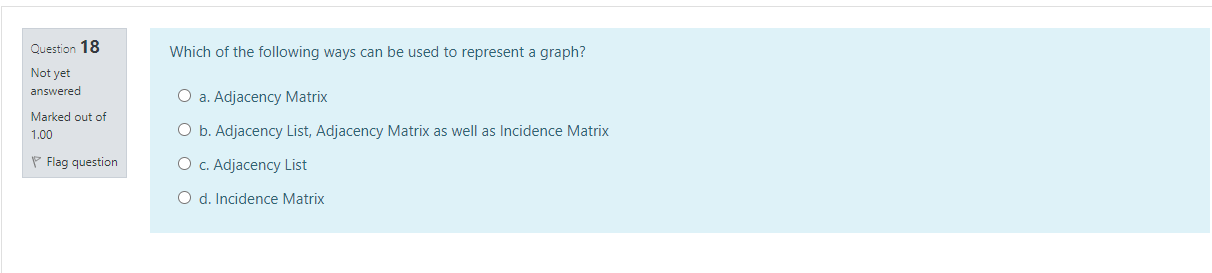 Question 18
Not yet
answered
Marked out of
1.00
Flag question
Which of the following ways can be used to represent a graph?
a. Adjacency Matrix
b. Adjacency List, Adjacency Matrix as well as Incidence Matrix
c. Adjacency List
d. Incidence Matrix